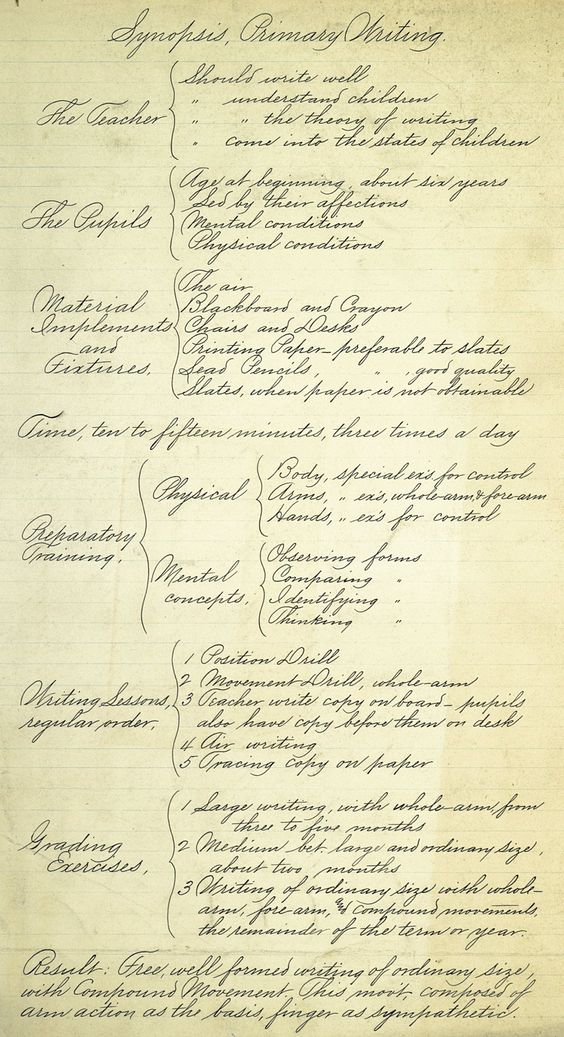 Synopsis, Primary Writing.
The Teacher
Should write well
" understand children
" " the theory of writing
" come into the states of children
The Pupils
Age at beginning, about six years
Led by their affections
Mental conditions
Physical conditions
Material
Implements
and
Fixtures,
The air
Blackboard and Crayon
Chairs and Desks
Printing Paper – preferable to slates
Lead Pencils, " , good quality
Slates, when paper is not obtainable
Time, ten to fifteen minutes, three times a day
Preparatory
Training,
Physical
Body, special ex's. for control
Arms, " ex's, whole-arm, & fore-arm
Hands, " ex's for control
Mental
concepts,
Observing forms
Comparing "
Identifying "
Thinking "
Writing Lessons,
regular order,
1 Position Drill
2 Movement Drill, whole-arm
3 Teacher write copy on board – pupils
also have copy before them on desk
4 Air writing
5 Tracing copy on paper
Grading
Exercises,
1 Large writing, with whole-arm, from
three to five months
2 Medium bet. large and ordinary size,
about two months
3 Writing of ordinary size with whole-
arm, fore-arm, and compound movements,
the remainder of the term or year.
Result: Free, well formed writing of ordinary size,
with Compound Movement. This mov't. composed of
arm action as the basis, finger as sympathetic.